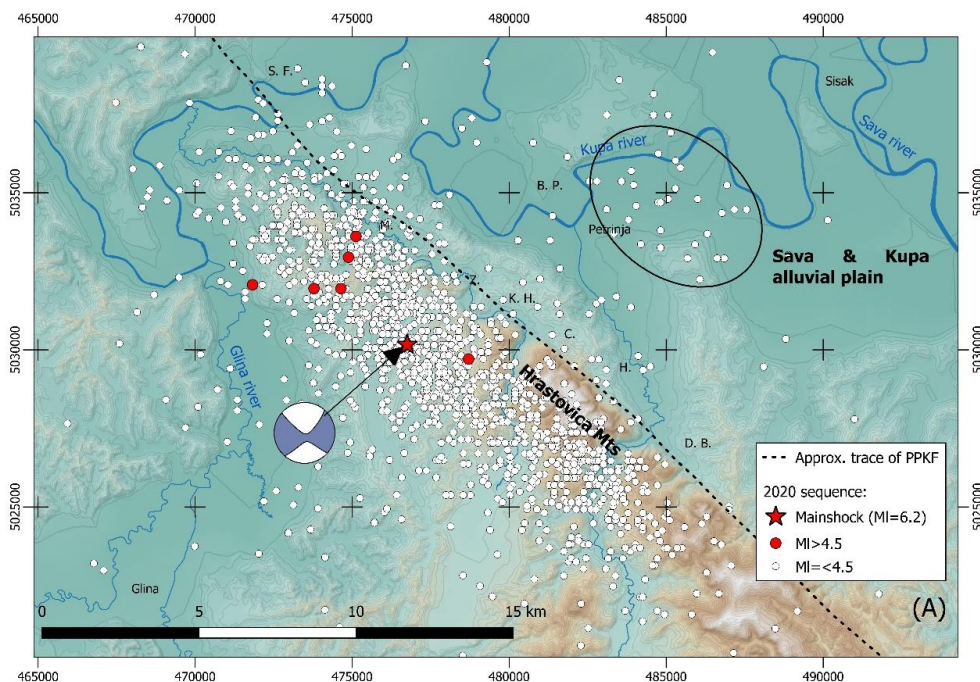 465000 470000 475000 480000 485000 490000
S. F.
Sisak
Sava river
Kupa river
5035000 5035000
B. P.
M.
Petrinja
Sava & Kupa
alluvial plain
Z.
K. H.
C.
5030000 5030000
H.
Glina river
Hrastovica Mts
D. B.
Approx. trace of PPKF
2020 sequence:
Mainshock (Ml=6.2)
Ml>4.5
Ml=<4.5
5025000 5025000
Glina
(A)
0 5 10 15 km
465000 470000 475000 480000 485000 490000